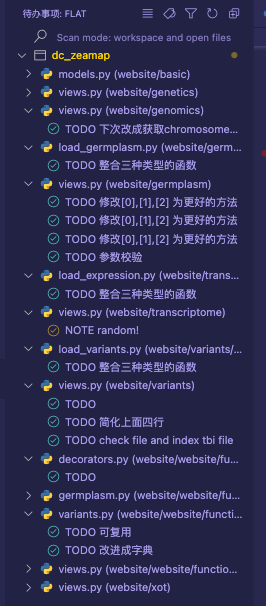 待办事项: FLAT
Scan mode: workspace and open files
dc_zeamap
models.py (website/basic)
views.py (website/genetics)
views.py (website/genomics)
TODO 下次改成获取chromosome...
load_germplasm.py (website/germ...
TODO 整合三种类型的函数
views.py (website/germplasm)
TODO 修改[0],[1],[2] 为更好的方法
TODO 修改[0],[1],[2] 为更好的方法
TODO 修改[0],[1],[2] 为更好的方法
TODO 参数校验
load_expression.py (website/trans...
TODO 整合三种类型的函数
views.py (website/transcriptome)
NOTE random!
load_variants.py (website/variants/...
TODO 整合三种类型的函数
views.py (website/variants)
TODO
TODO 简化上面四行
TODO check file and index tbi file
decorators.py (website/website/fu...
TODO
germplasm.py (website/website/fu...
variants.py (website/website/functi...
TODO 可复用
TODO 改进成字典
views.py (website/website/functio...
views.py (website/xot)